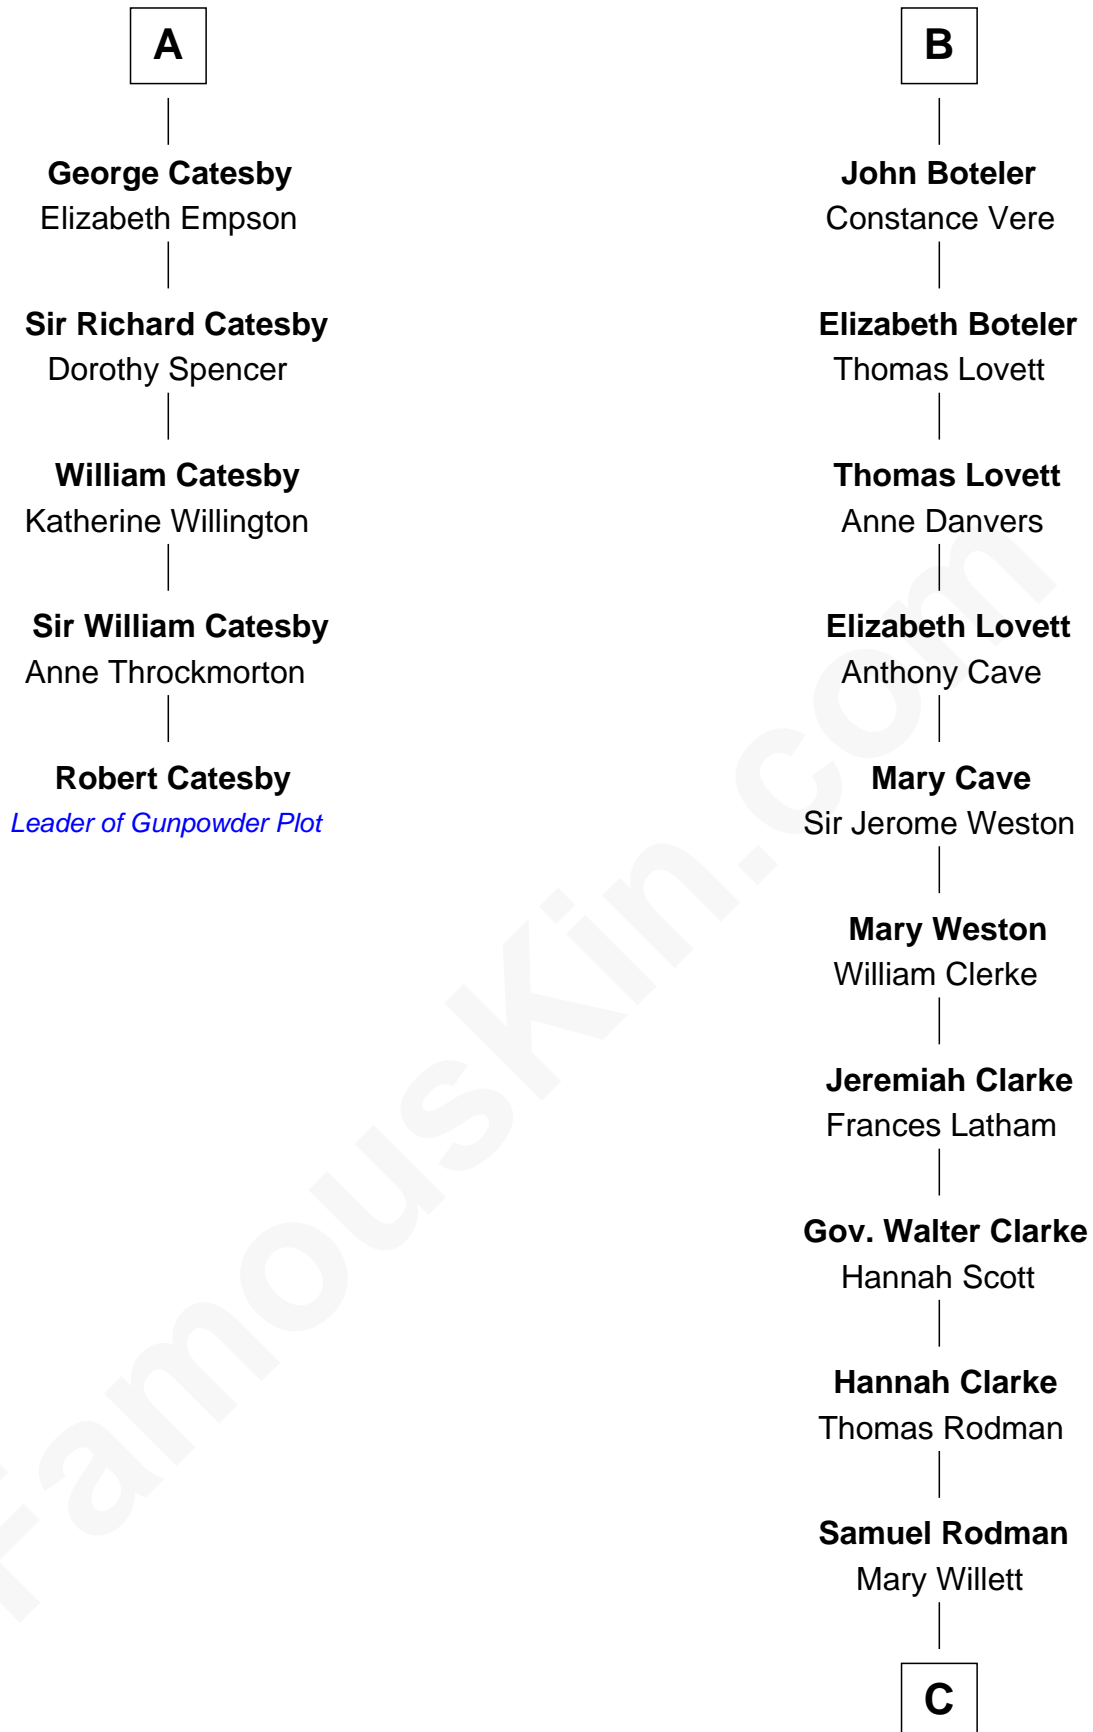 A
George Catesby
Elizabeth Empson
Sir Richard Catesby
Dorothy Spencer
William Catesby
Katherine Willington
Sir William Catesby
Anne Throckmorton
Robert Catesby
Leader of Gunpowder Plot
B
John Boteler
Constance Vere
Elizabeth Boteler
Thomas Lovett
Thomas Lovett
Anne Danvers
Elizabeth Lovett
Anthony Cave
Mary Cave
Sir Jerome Weston
Mary Weston
William Clerke
Jeremiah Clarke
Frances Latham
Gov. Walter Clarke
Hannah Scott
Hannah Clarke
Thomas Rodman
Samuel Rodman
Mary Willett
C
FamousKin.com